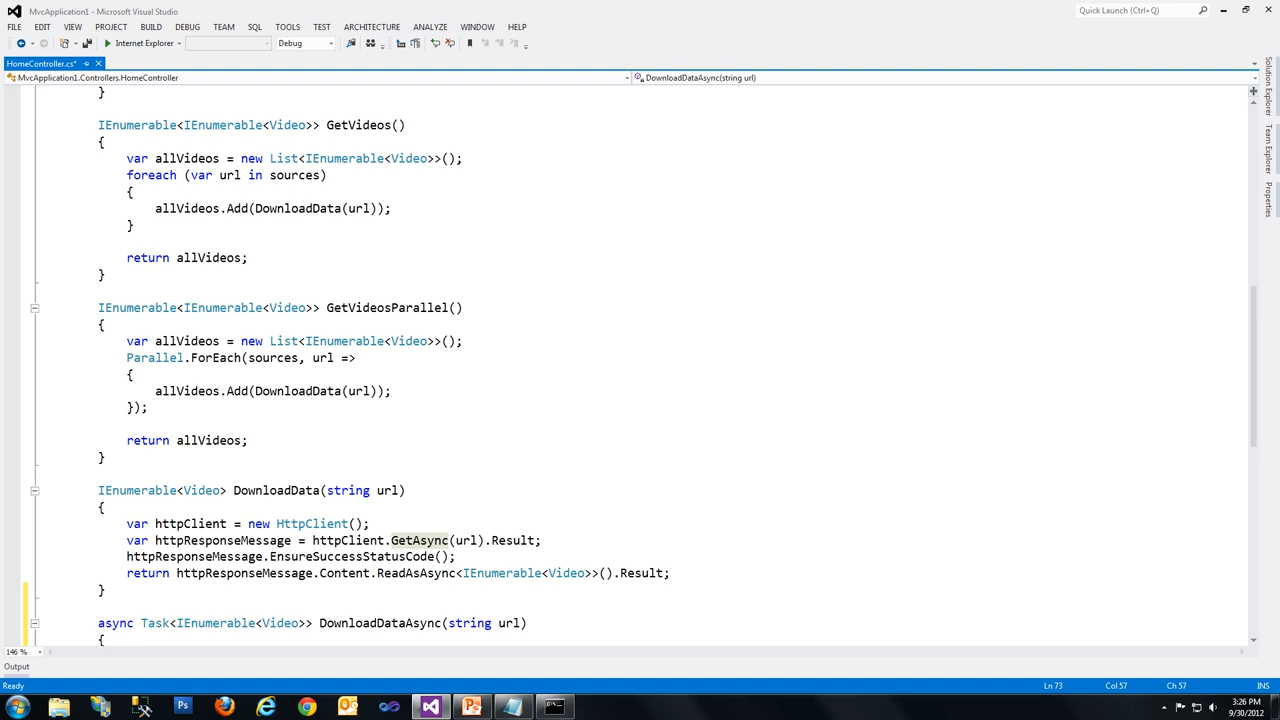 MvcApplication1 - Microsoft Visual Studio
Quick Launch (Ctrl+Q)
FILE EDIT VIEW PROJECT BUILD DEBUG TEAM SQL TOOLS TEST ARCHITECTURE ANALYZE WINDOW HELP
Internet Explorer Debug
HomeController.cs*
MvcApplication1.Controllers.HomeController DownloadDataAsync(string url)
}
IEnumerable<IEnumerable<Video>> GetVideos()
{
var allVideos = new List<IEnumerable<Video>>();
foreach (var url in sources)
{
allVideos.Add(DownloadData(url));
}
return allVideos;
}
IEnumerable<IEnumerable<Video>> GetVideosParallel()
{
var allVideos = new List<IEnumerable<Video>>();
Parallel.ForEach(sources, url =>
{
allVideos.Add(DownloadData(url));
});
return allVideos;
}
IEnumerable<Video> DownloadData(string url)
{
var httpClient = new HttpClient();
var httpResponseMessage = httpClient.GetAsync(url).Result;
httpResponseMessage.EnsureSuccessStatusCode();
return httpResponseMessage.Content.ReadAsAsync<IEnumerable<Video>>().Result;
}
async Task<IEnumerable<Video>> DownloadDataAsync(string url)
{
Solution Explorer
Team Explorer
Properties
146 %
Output
Ready Ln 73 Col 57 Ch 57 INS
Ps
3:26 PM
9/30/2012